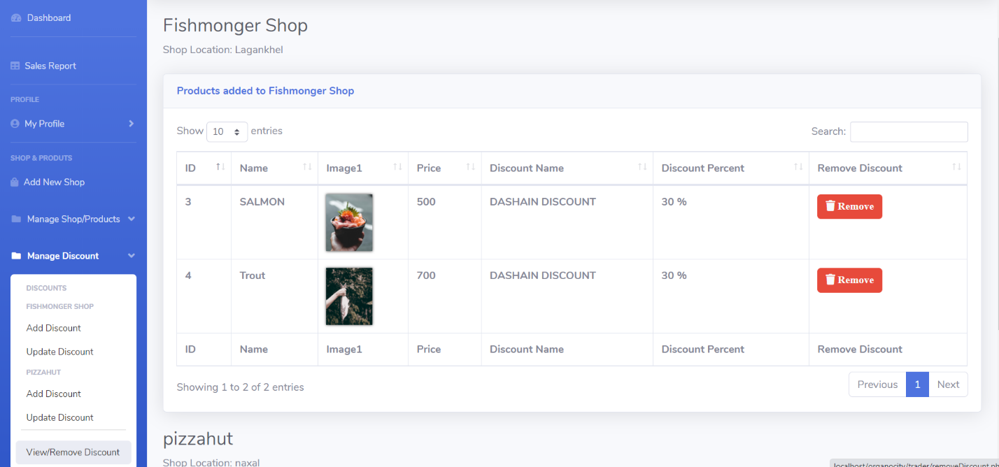 Dashboard
Sales Report
PROFILE
My Profile
SHOP & PRODUTS
Add New Shop
Manage Shop/Products
Manage Discount
DISCOUNTS
FISHMONGER SHOP
Add Discount
Update Discount
PIZZAHUT
Add Discount
Update Discount
View/Remove Discount
Fishmonger Shop
Shop Location: Lagankhel
Products added to Fishmonger Shop
Show 10 entries Search:
ID Name Image1 Price Discount Name Discount Percent Remove Discount
3 SALMON 500 DASHAIN DISCOUNT 30 % Remove
4 Trout 700 DASHAIN DISCOUNT 30 % Remove
ID Name Image1 Price Discount Name Discount Percent Remove Discount
Showing 1 to 2 of 2 entries Previous 1 Next
pizzahut
Shop Location: naxal
localhost/organocity/trader/removeDiscount.ph